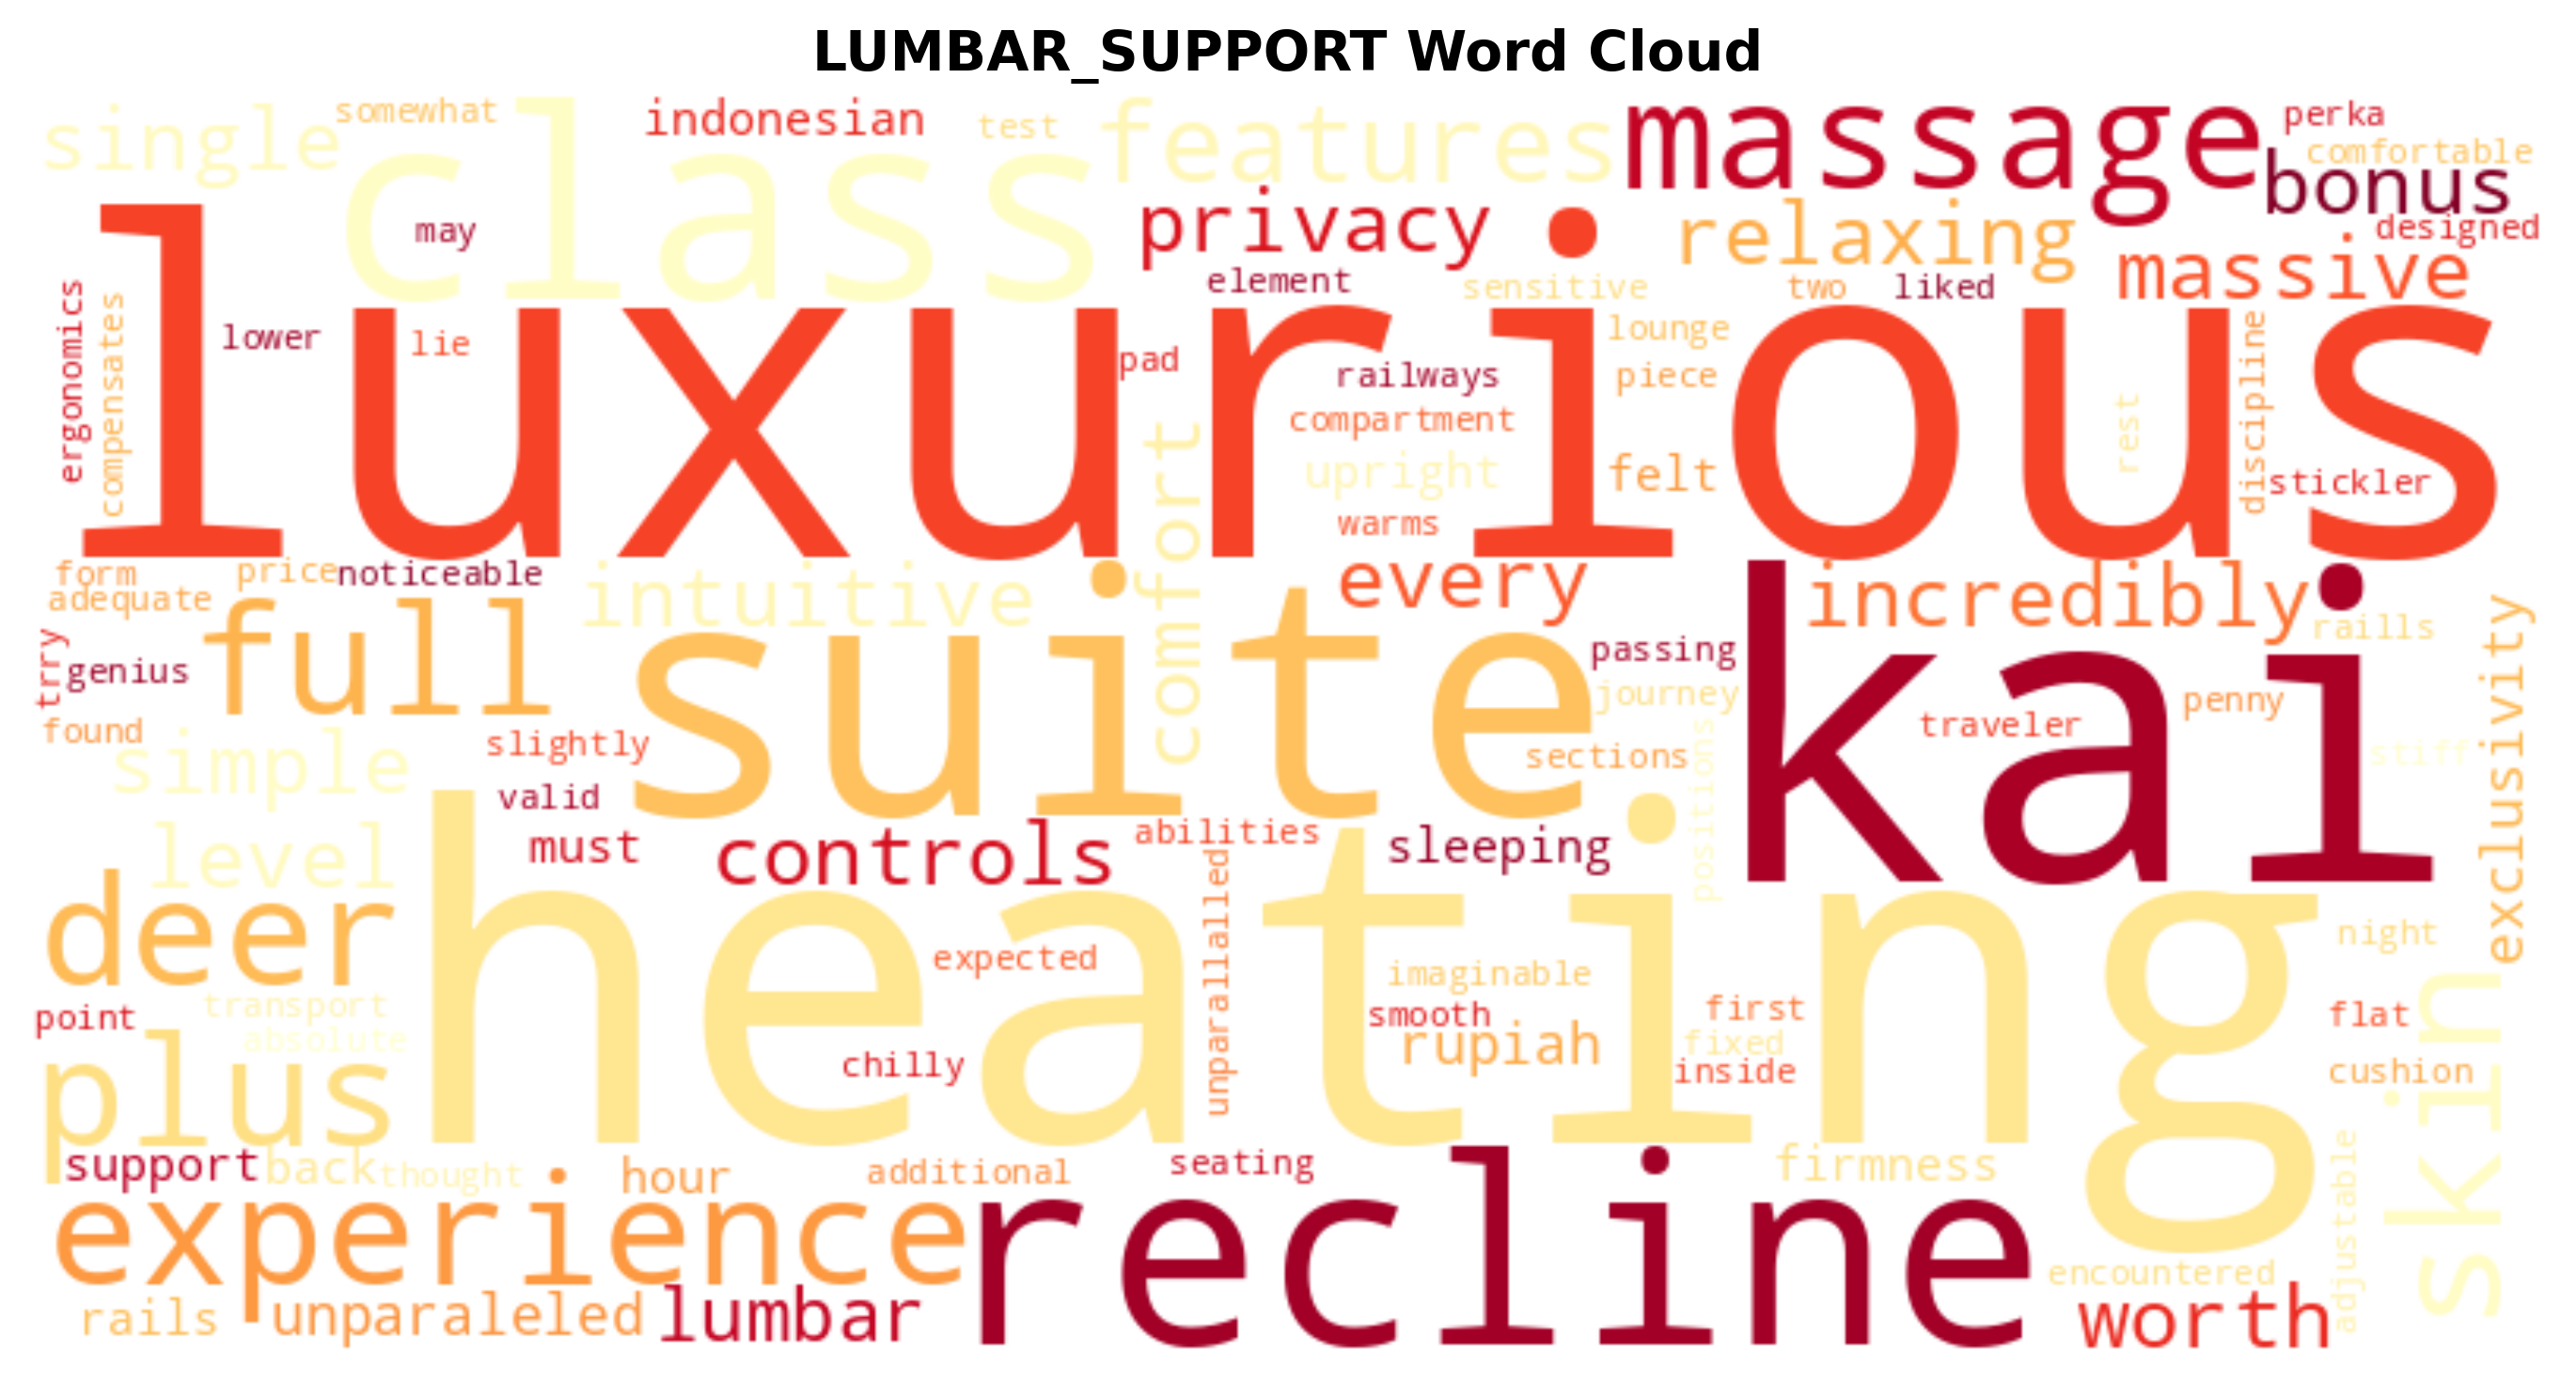 LUMBAR_SUPPORT Word Cloud
single
somewhat
class
indonesian
test
features
massage
perka
comfortable
bonus
designed
may
privacy
relaxing
massive
element
sensitive
two
liked
luxurious
ergonomics
compensates
lower
lie
pad
railways
compartment
upright
warms
lounge
piece
felt
rest
discipline
stickler
comfort
form
adequate
price
noticeable
intuitive
every
incredibly
raills
trry
genius
full
suite
passing
journey
kai
traveler
penny
exclusivity
found
simple
slightly
sections
positions
stiff
valid
level
must
controls
abilities
sleeping
deer
heating
expected
unparallalled
imaginable
night
point
transport
absolute
smooth
rupiah
first
fixed
inside
flat
cushion
skin
plus
chilly
support
back
thought
hour
additional
seating
firmness
adjustable
experience
recline
encountered
rails
unparaleled
lumbar
worth